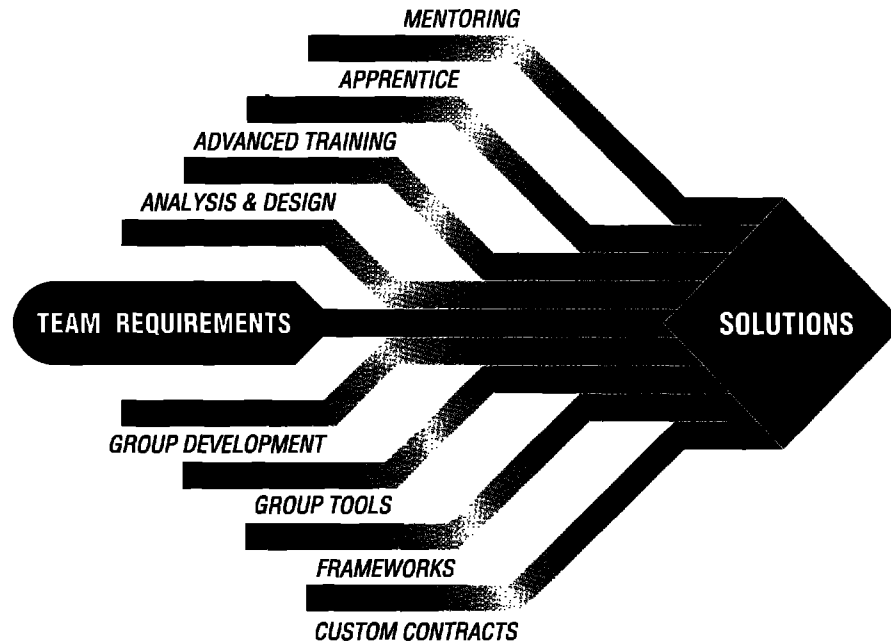 MENTORING
APPRENTICE
ADVANCED TRAINING
ANALYSIS & DESIGN
TEAM REQUIREMENTS
SOLUTIONS
GROUP DEVELOPMENT
GROUP TOOLS
FRAMEWORKS
CUSTOM CONTRACTS